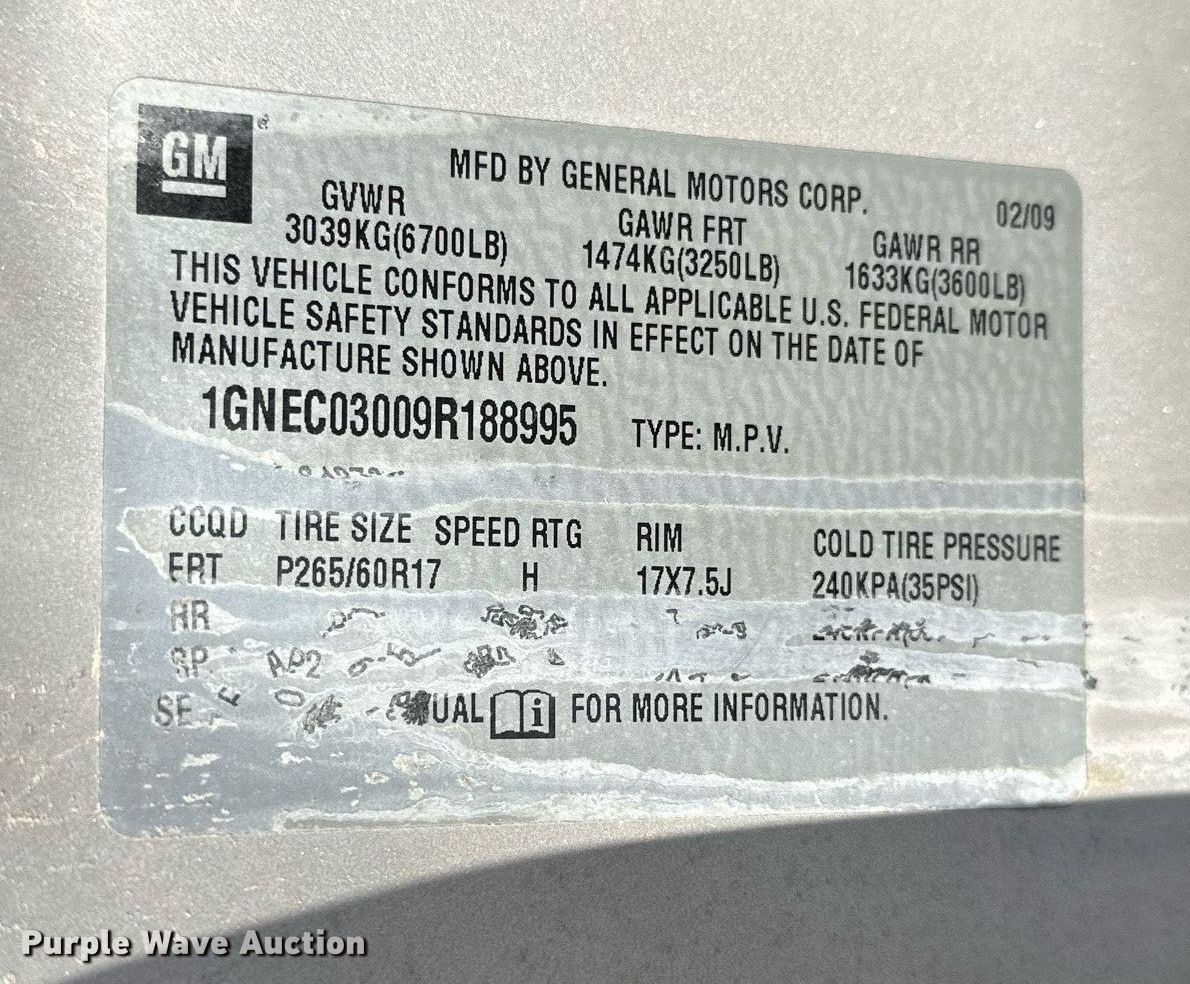 GM
MFD BY GENERAL MOTORS CORP.
02/09
GVWR GAWR FRT GAWR RR
3039KG(6700LB) 1474KG(3250LB) 1633KG(3600LB)
THIS VEHICLE CONFORMS TO ALL APPLICABLE U.S. FEDERAL MOTOR
VEHICLE SAFETY STANDARDS IN EFFECT ON THE DATE OF
MANUFACTURE SHOWN ABOVE.
1GNEC03009R188995 TYPE: M.P.V.
CCQD TIRE SIZE SPEED RTG RIM COLD TIRE PRESSURE
FRT P265/60R17 H 17X7.5J 240KPA(35PSI)
RR
FOR MORE INFORMATION.
Purple Wave Auction